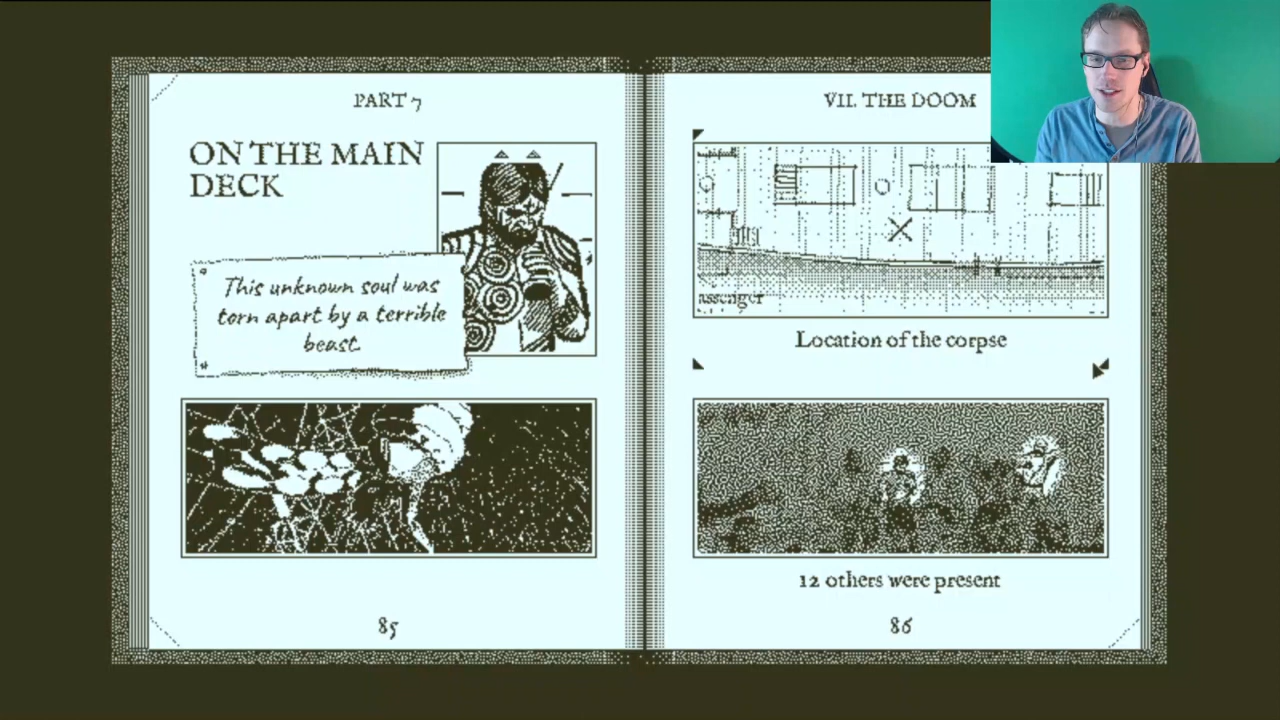 PART 7
ON THE MAIN
DECK
This unknown soul was
torn apart by a terrible
beast.
85
VII. THE DOOM
assenger
Location of the corpse
12 others were present
86